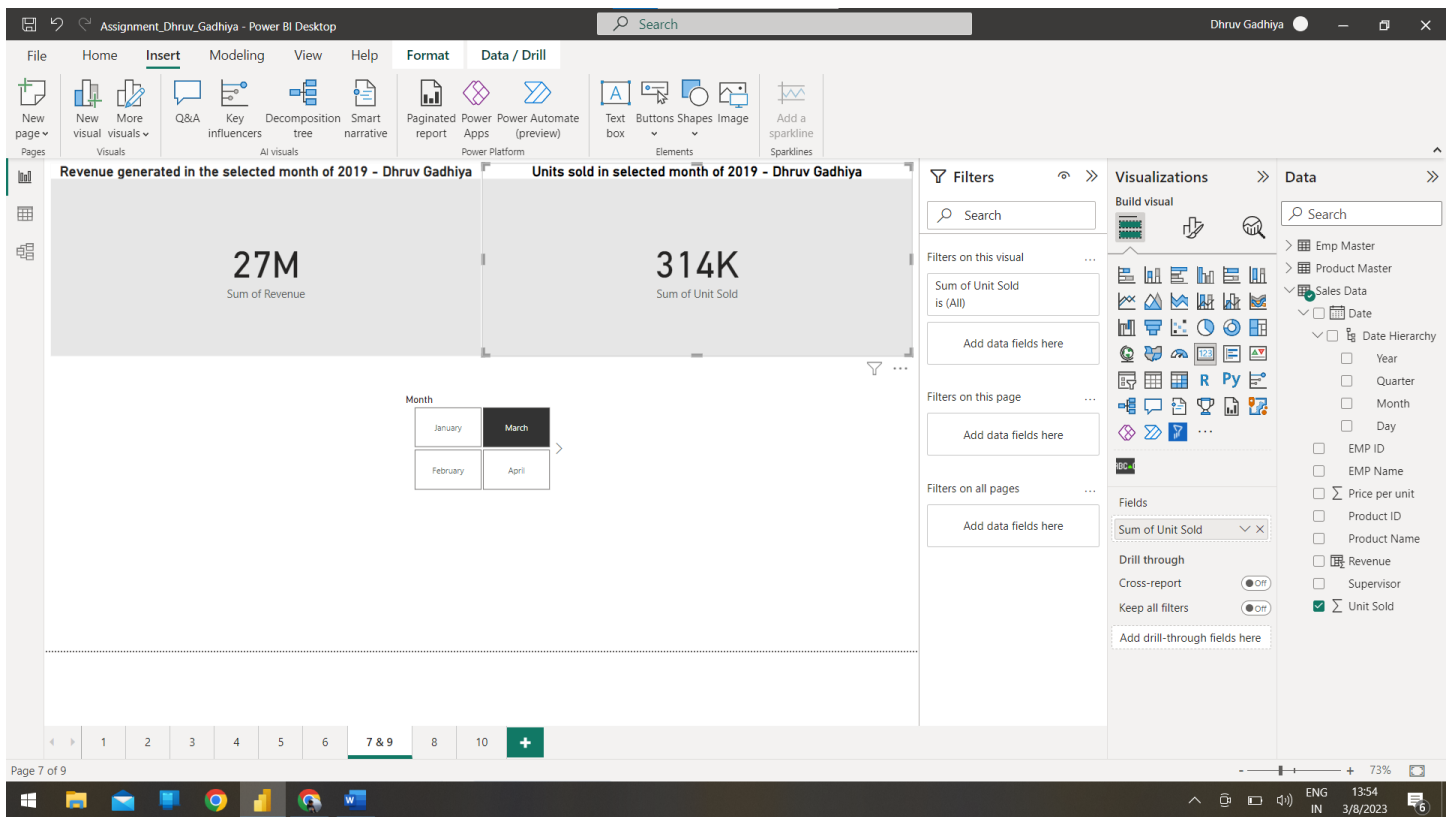 Assignment_Dhruv_Gadhiya - Power BI Desktop
Search
Dhruv Gadhiya
File Home Insert Modeling View Help Format Data / Drill
New page
New visual
More visuals
Q&A
Key influencers
Decomposition tree
Smart narrative
Paginated report
Power Apps
Power Automate (preview)
Text box
Buttons
Shapes
Image
Add a sparkline
Pages Visuals AI visuals Power Platform Elements Sparklines
Revenue generated in the selected month of 2019 - Dhruv Gadhiya
27M
Sum of Revenue
Units sold in selected month of 2019 - Dhruv Gadhiya
314K
Sum of Unit Sold
Month
January March
February April
Filters
Search
Filters on this visual ...
Sum of Unit Sold
is (All)
Add data fields here
Filters on this page ...
Add data fields here
Filters on all pages ...
Add data fields here
Visualizations
Build visual
123
R Py
...
ABC
Fields
Sum of Unit Sold
Drill through
Cross-report Off
Keep all filters Off
Add drill-through fields here
Data
Search
Emp Master
Product Master
Sales Data
Date
Date Hierarchy
Year
Quarter
Month
Day
EMP ID
EMP Name
Price per unit
Product ID
Product Name
Revenue
Supervisor
Unit Sold
1 2 3 4 5 6 7 & 9 8 10 +
Page 7 of 9
- + 73%
ENG
IN
13:54
3/8/2023
6